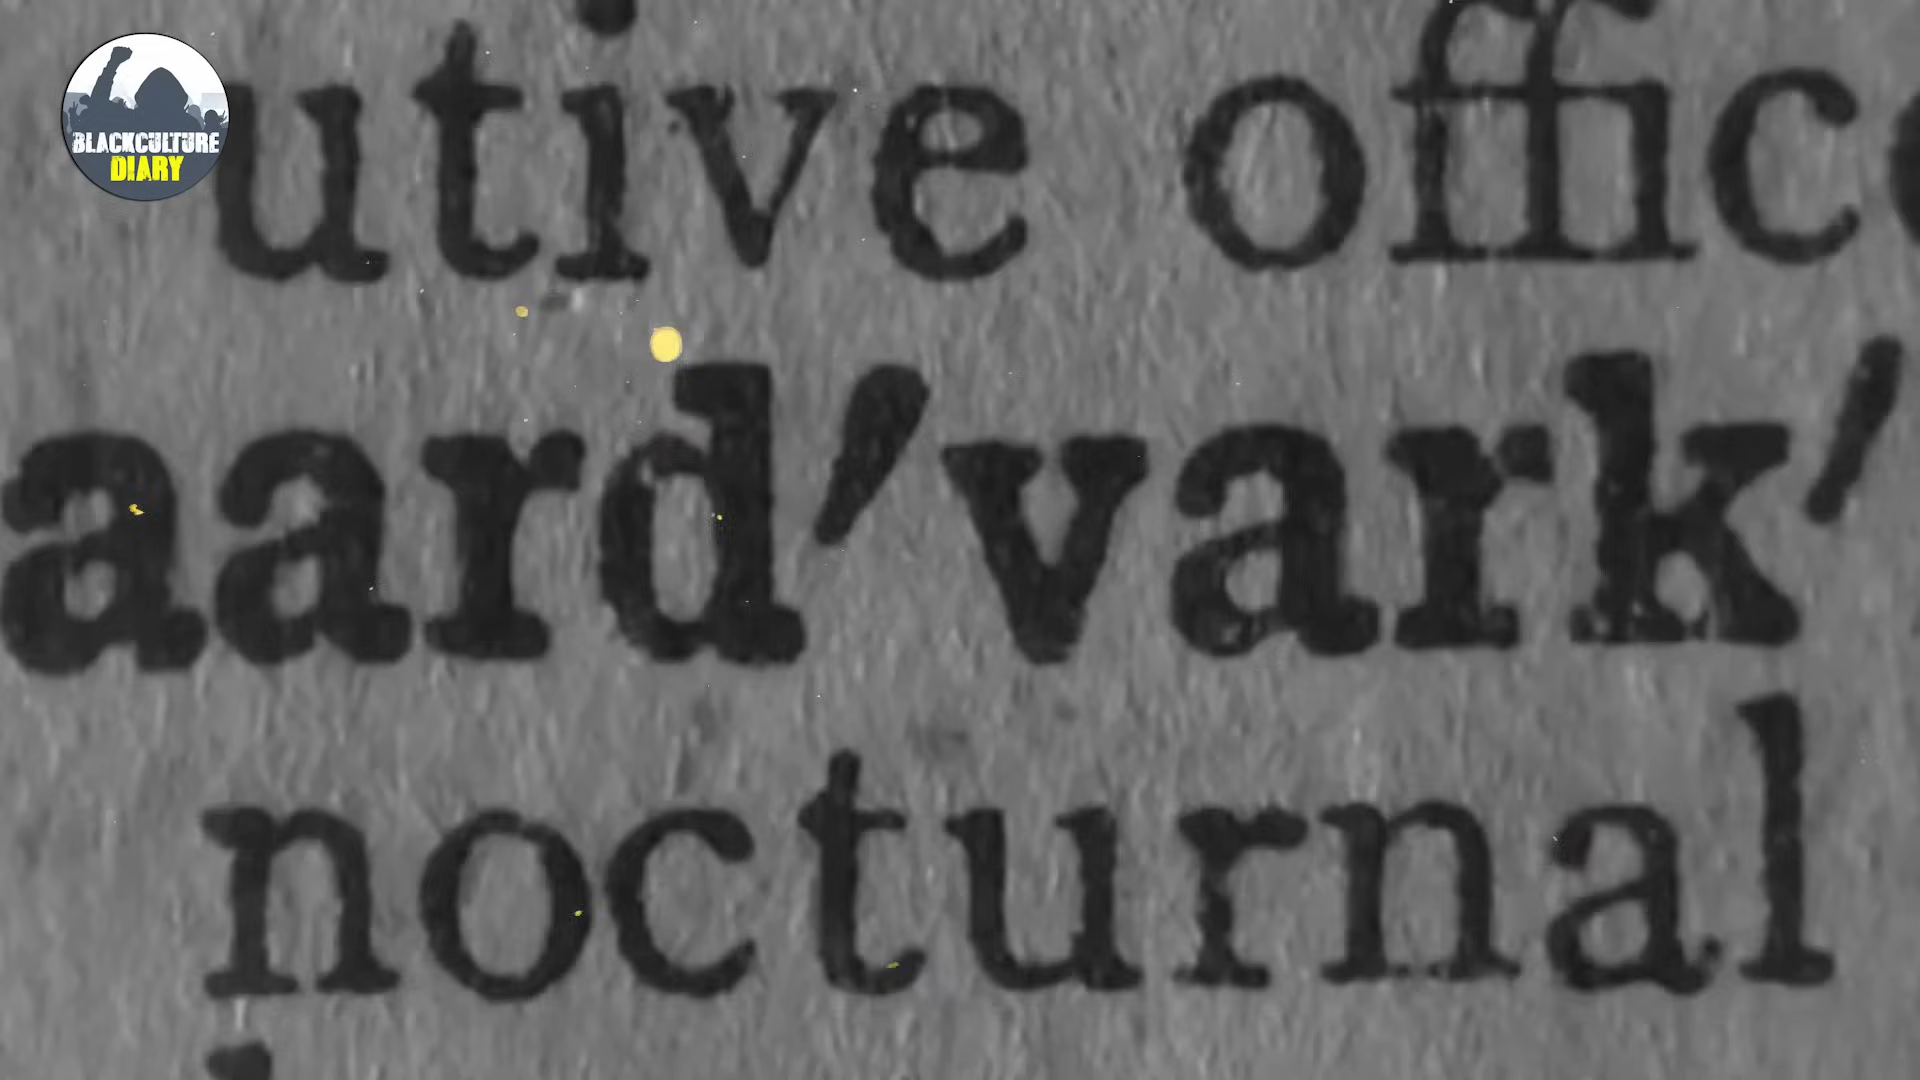 BLACKCULTURE
DIARY
utive offic
aard′vark′
nocturnal